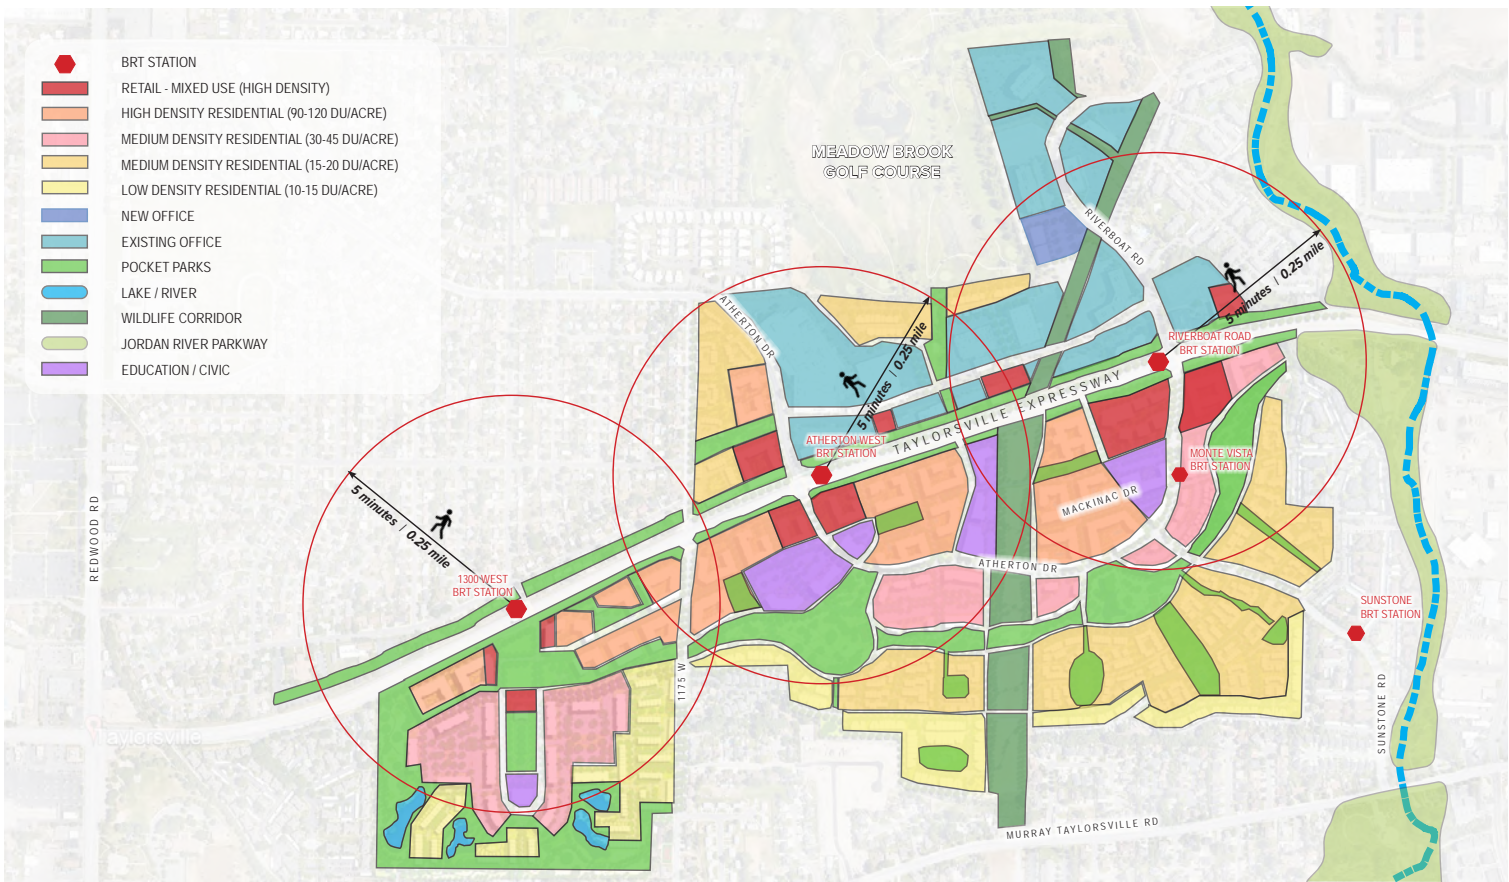 BRT STATION
RETAIL - MIXED USE (HIGH DENSITY)
HIGH DENSITY RESIDENTIAL (90-120 DU/ACRE)
MEDIUM DENSITY RESIDENTIAL (30-45 DU/ACRE)
MEDIUM DENSITY RESIDENTIAL (15-20 DU/ACRE)
LOW DENSITY RESIDENTIAL (10-15 DU/ACRE)
NEW OFFICE
EXISTING OFFICE
POCKET PARKS
LAKE / RIVER
WILDLIFE CORRIDOR
JORDAN RIVER PARKWAY
EDUCATION / CIVIC
MEADOW BROOK
GOLF COURSE
RIVERBOAT RD
5 minutes | 0.25 mile
ATHERTON DR
RIVERBOAT ROAD
BRT STATION
5 minutes | 0.25 mile
TAYLORSVILLE EXPRESSWAY
ATHERTON WEST
BRT STATION
MONTE VISTA
BRT STATION
MACKINAC DR
REDWOOD RD
5 minutes | 0.25 mile
1300 WEST
BRT STATION
ATHERTON DR
SUNSTONE
BRT STATION
1175 W
SUNSTONE RD
Taylorsville
MURRAY TAYLORSVILLE RD